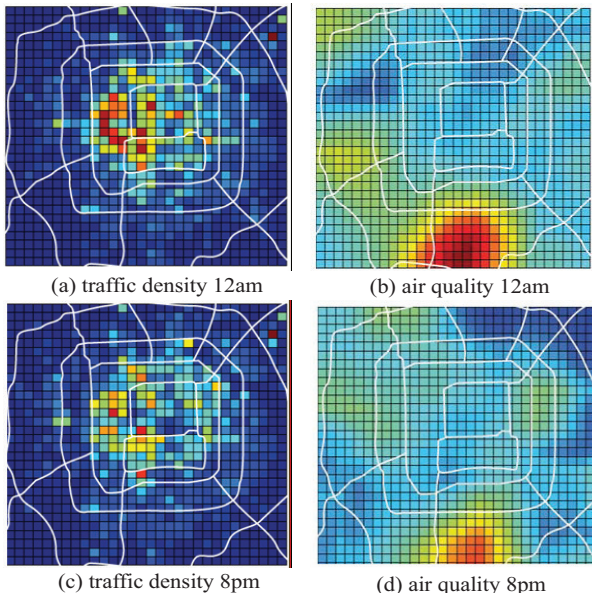 (a) traffic density 12am
(b) air quality 12am
(c) traffic density 8pm
(d) air quality 8pm